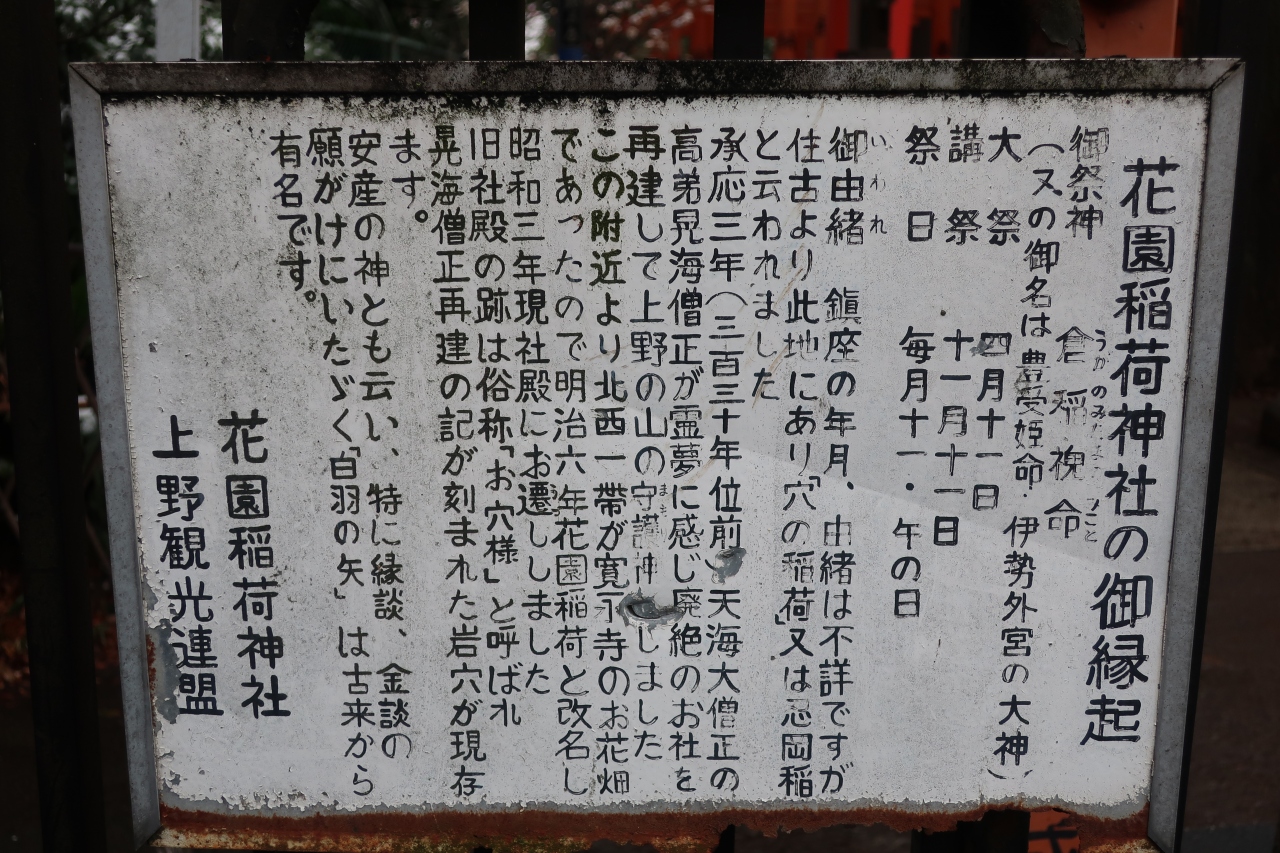 花園稲荷神社の御縁起
御祭神 倉稲魂命
(又の御名は豊受姫命·伊勢外宮の大神)
大祭 四月十一日
講祭 十一月十一日
祭日 毎月十一·午の日
いわれ
御由緒 鎮座の年月、由緒は不詳ですが
住古より此地にあり「穴の稲荷」又は忍岡稲
と云われました
承応三年(三百三十年位前)天海大僧正の
高弟晃海僧正が霊夢に感じ廃絶のお社を
再建して上野の山の守護神としました
この附近より北西一帯が寛永寺のお花畑
であったので明治六年花園稲荷と改名し
昭和三年現社殿にお遷ししました
旧社殿の跡は俗称「お穴様」と呼ばれ
晃海僧正再建の記が刻まれた岩穴が現存
ます。
安産の神とも云い、特に縁談、金談の
願がけにいたゞく「白羽の矢」は古来から
有名です。
花園稲荷神社
上野観光連盟